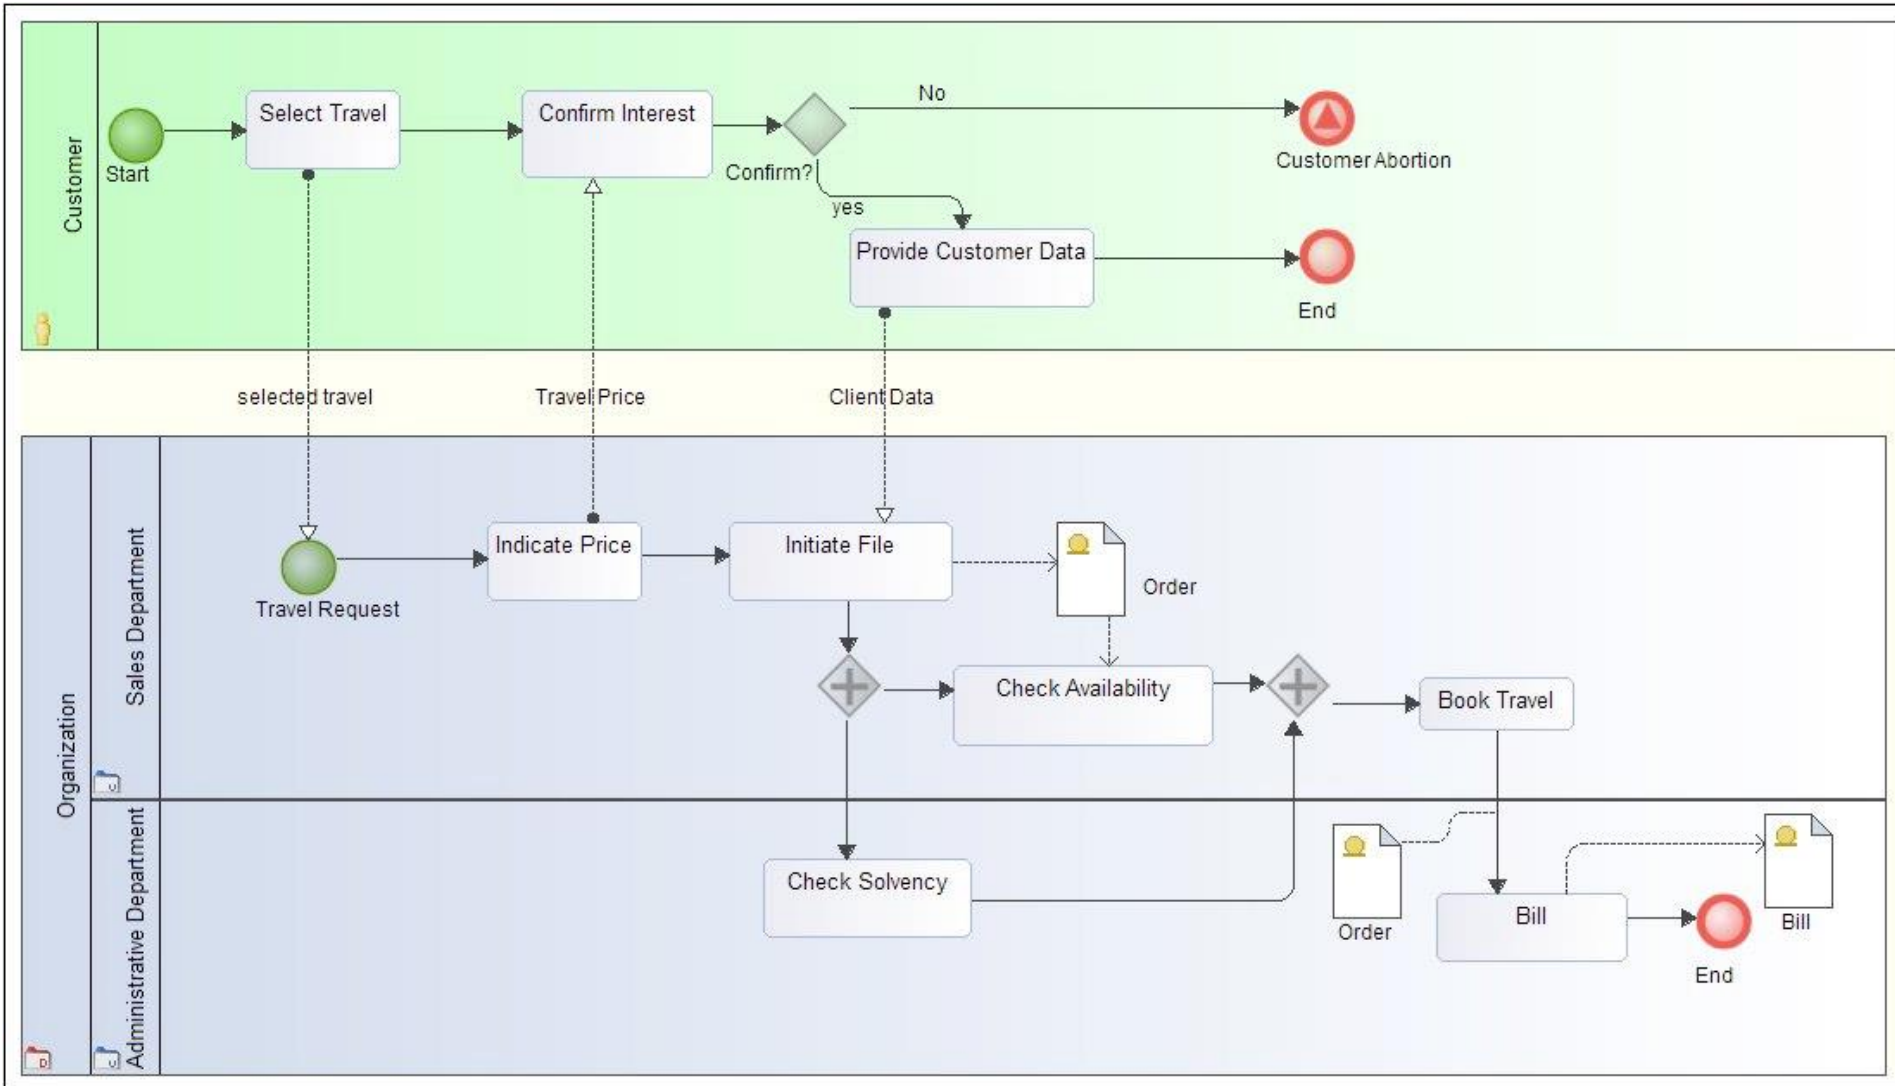 Customer
Start
Select Travel
Confirm Interest
Confirm?
No
yes
Customer Abortion
Provide Customer Data
End
selected travel
Travel Price
Client Data
Organization
Sales Department
Travel Request
Indicate Price
Initiate File
Order
Check Availability
Book Travel
Administrative Department
Check Solvency
Order
Bill
End
Bill